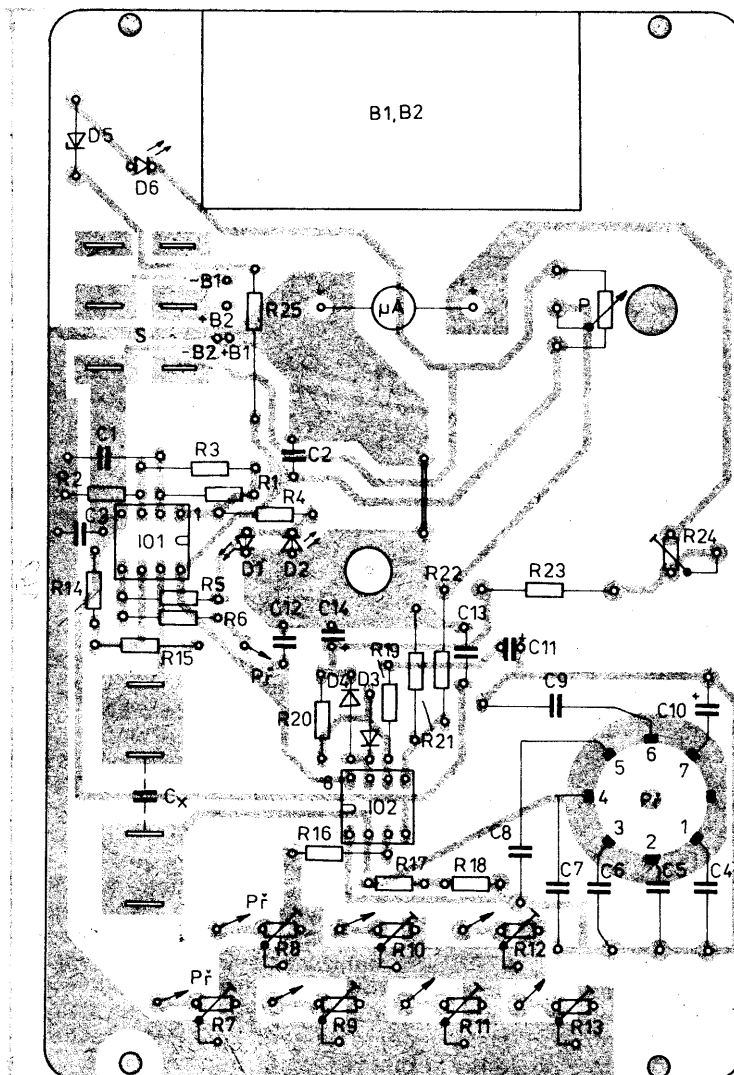 B1,B2
D5
D6
-B1
+B2
S
-B2 +B1
R25
+
µA
+
P
C1
R3
C2
R2
R1
R4
C3
1
IO1
D1
D2
R24
R14
R5
R6
R22
R23
C12
C14
R19
C13
C11
+
R15
Př
+
D4
D3
C9
C10
+
R20
R21
6
5
7
8
4
Př
Cx
IO2
3
2
1
C8
R16
R17
R18
C7
C6
C5
C4
Př
R8
R10
R12
Př
R7
R9
R11
R13